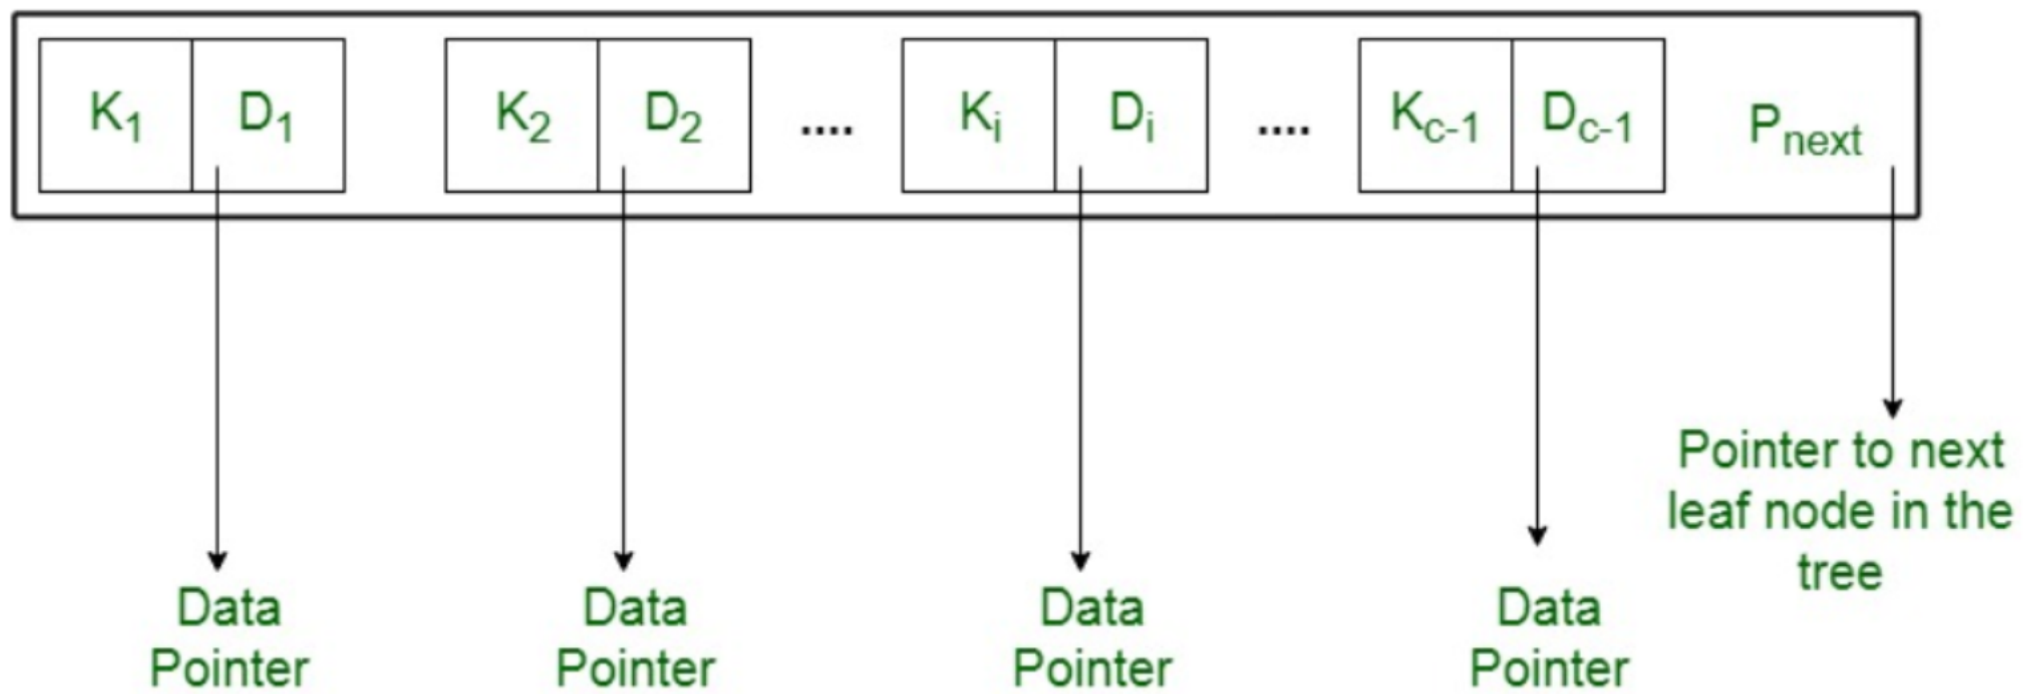 K1 D1 K2 D2 .... Ki Di .... Kc-1 Dc-1 Pnext
Data
Pointer
Data
Pointer
Data
Pointer
Data
Pointer
Pointer to next
leaf node in the
tree